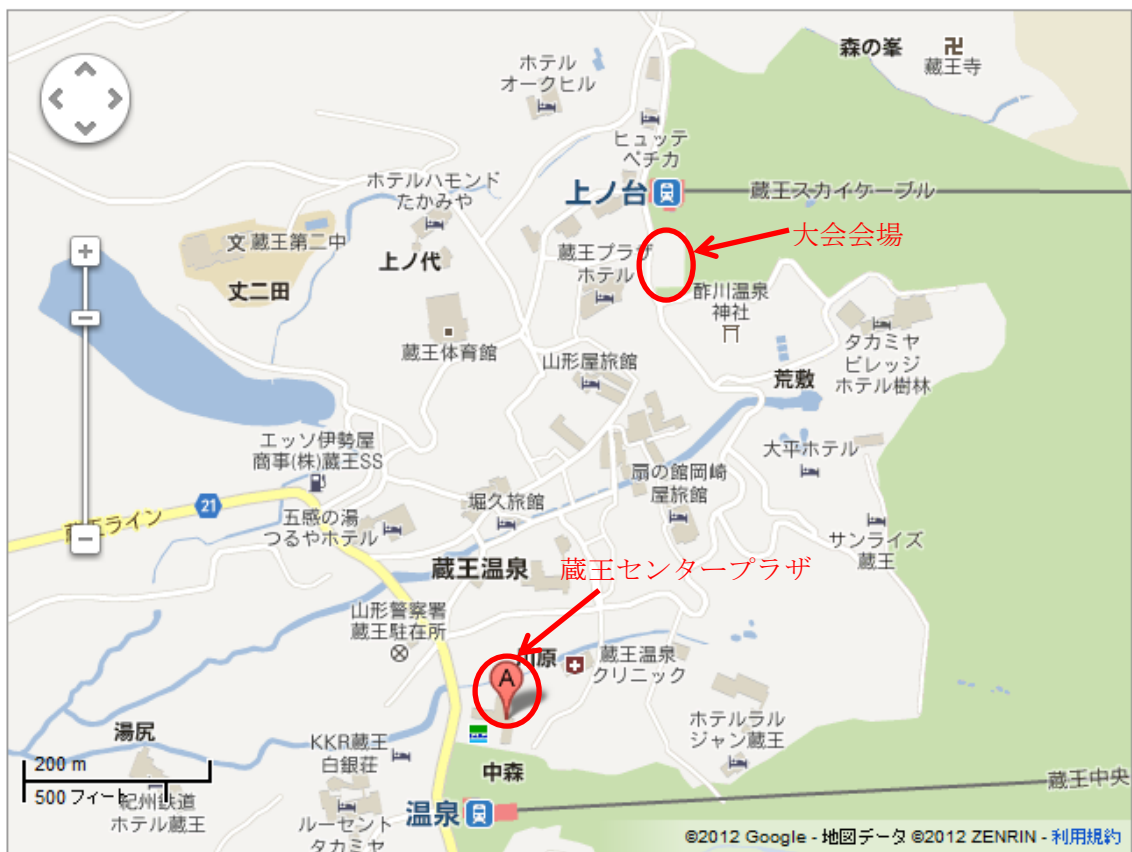 森の峯
卍
蔵王寺
ホテル
オークヒル
ヒュッテ
ペチカ
上ノ台
蔵王スカイケーブル
ホテルハモンド
たかみや
大会会場
文 蔵王第二中
上ノ代
蔵王プラザ
ホテル
丈二田
酢川温泉
神社
蔵王体育館
山形屋旅館
タカミヤ
ビレッジ
ホテル樹林
荒敷
エッソ伊勢屋
商事(株)蔵王SS
大平ホテル
扇の館岡崎
屋旅館
21
堀久旅館
蔵王ライン
五感の湯
つるやホテル
サンライズ
蔵王
蔵王温泉
蔵王センタープラザ
山形警察署
蔵王駐在所
川原
蔵王温泉
クリニック
A
ホテルラル
ジャン蔵王
湯尻
KKR蔵王
白銀荘
200 m
中森
500 フィート
蔵王中央
紀州鉄道
ホテル蔵王
温泉
ルーセント
タカミヤ
©2012 Google - 地図データ ©2012 ZENRIN - 利用規約